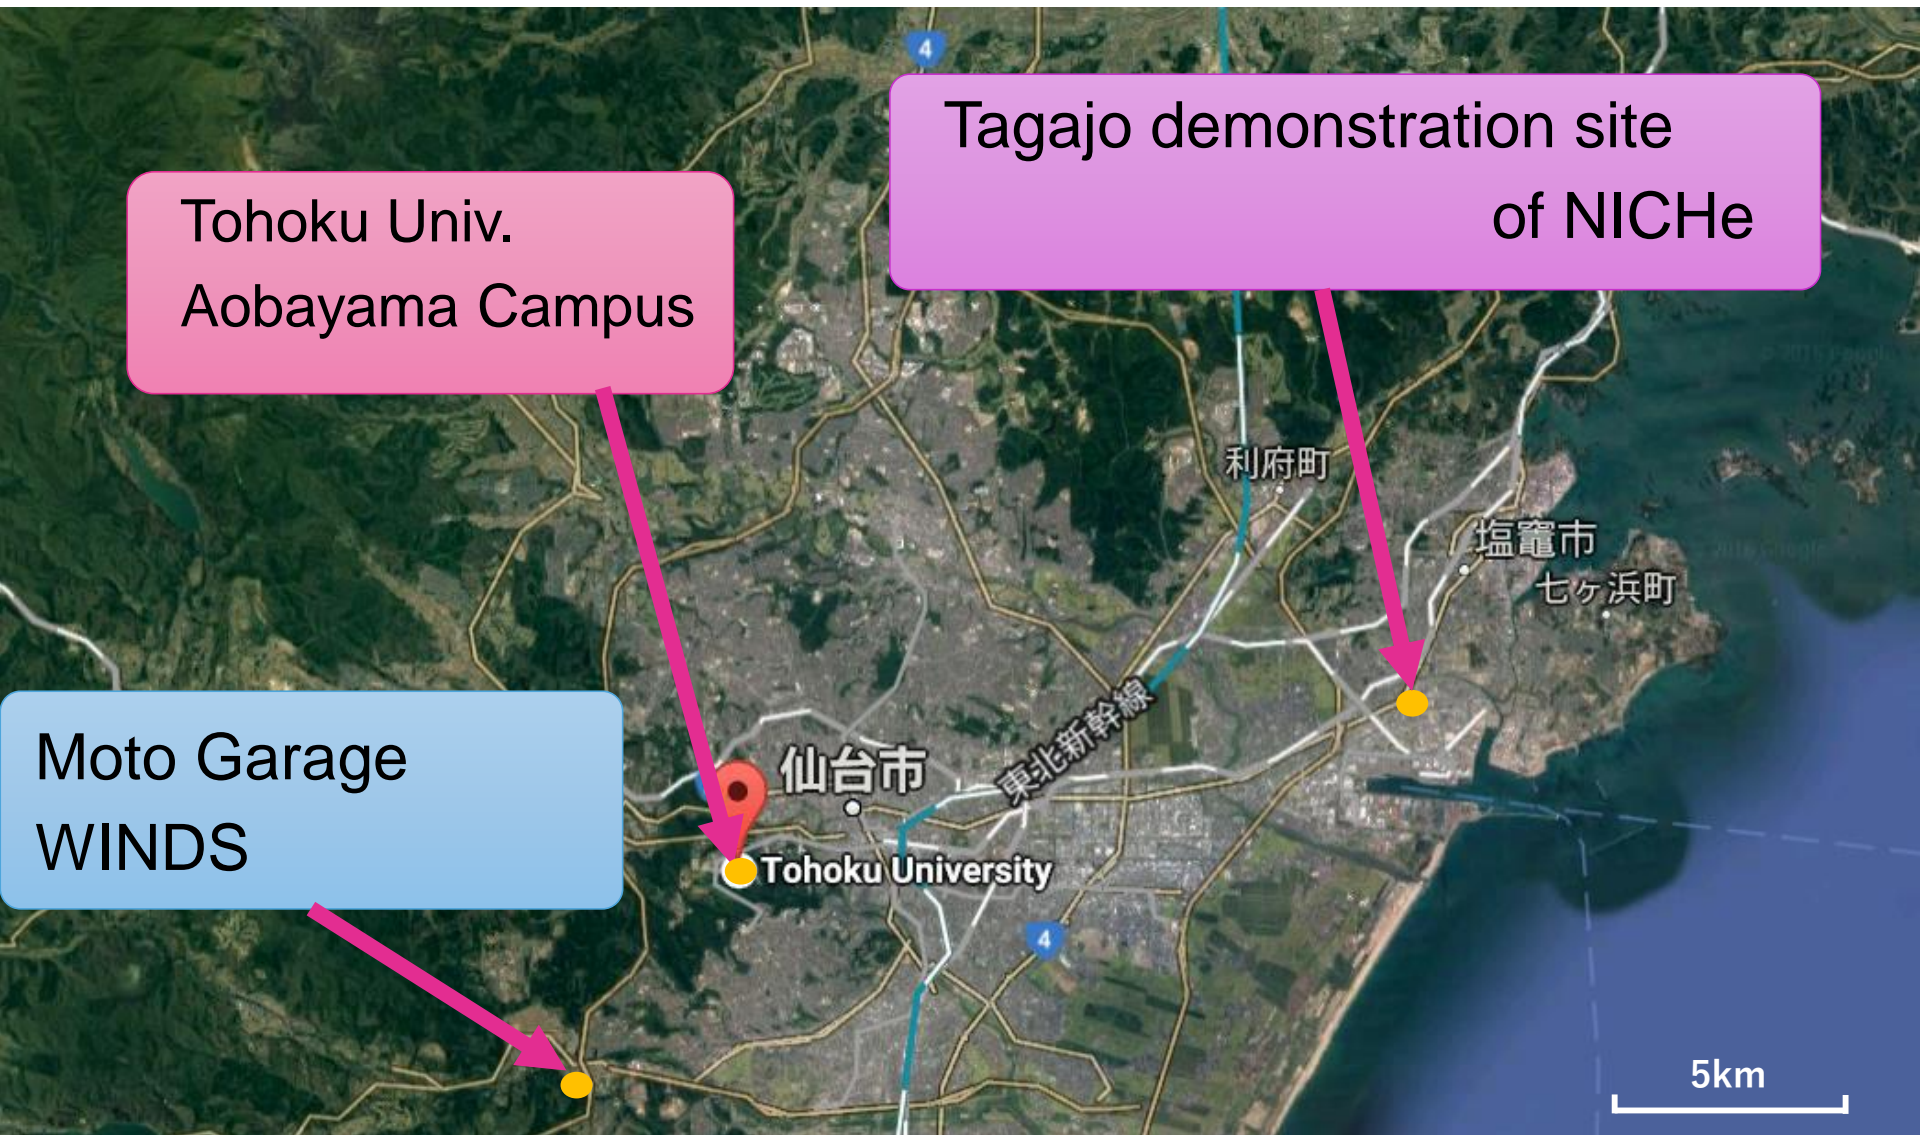 4
Tagajo demonstration site
of NICHe
Tohoku Univ.
Aobayama Campus
利府町
塩竈市
七ヶ浜町
東北新幹線
Moto Garage
WINDS
仙台市
Tohoku University
4
5km